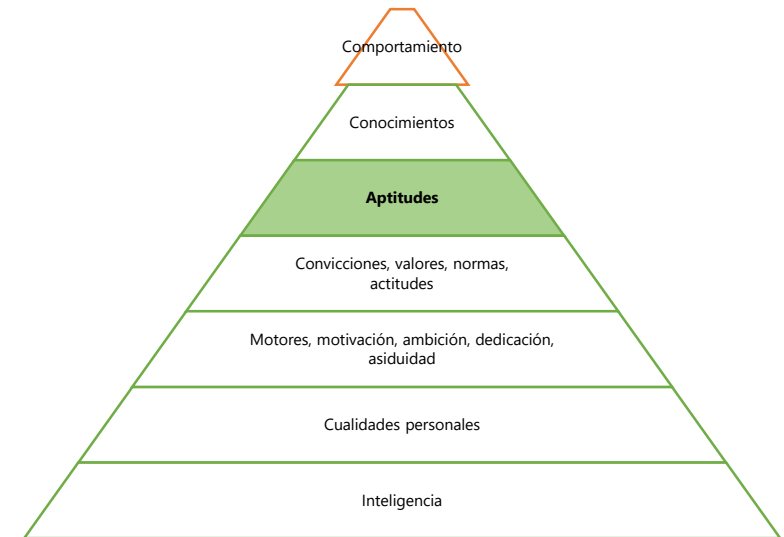 Comportamiento
Conocimientos
Aptitudes
Convicciones, valores, normas,
actitudes
Motores, motivación, ambición, dedicación,
asiduidad
Cualidades personales
Inteligencia